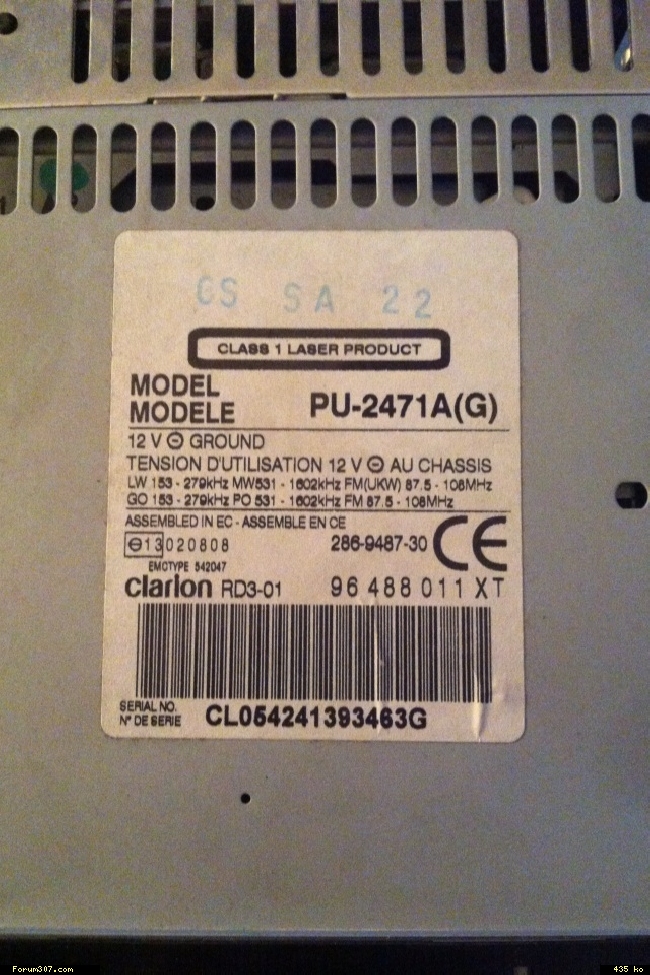 CS SA 22
CLASS 1 LASER PRODUCT
MODEL
MODELE PU-2471A(G)
12 V ⊖ GROUND
TENSION D'UTILISATION 12 V ⊖ AU CHASSIS
LW 153 - 279kHz MW531 - 1602kHz FM(UKW) 87.5 - 108MHz
GO 153 - 279kHz PO 531 - 1602kHz FM 87.5 - 108MHz
ASSEMBLED IN EC - ASSEMBLE EN CE
⊖13 020808 286-9487-30 CE
EMCTYPE 542047
clarion RD3-01 96 488 011 XT
SERIAL NO.
N° DE SERIE CL054241393463G
Forum307.com 435 ko